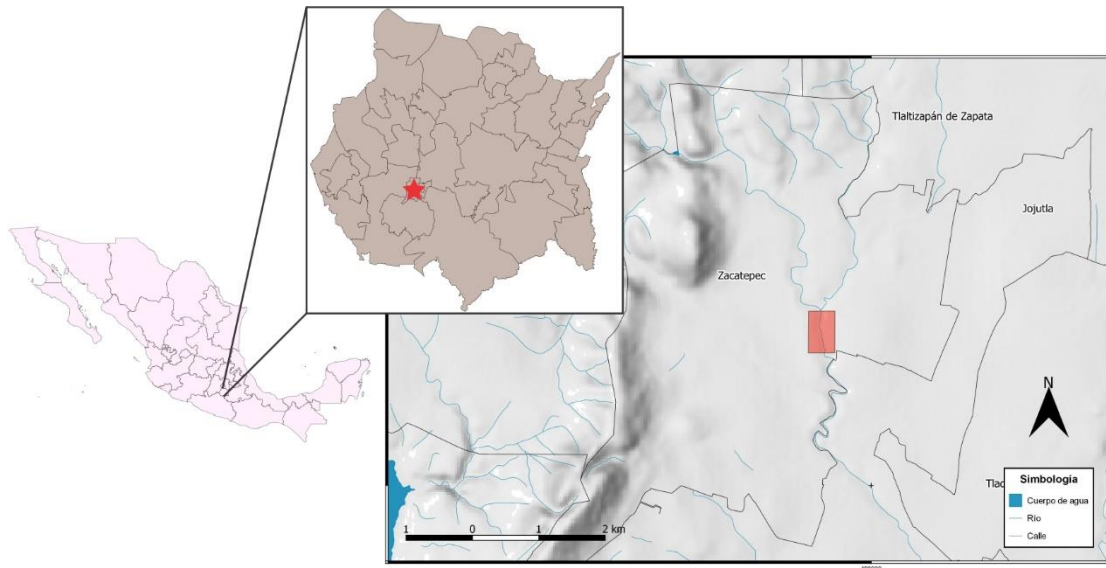 Tlaltizapán de Zapata
Jojutla
Zacatepec
N
Simbología
Cuerpo de agua
Río
Calle
1 0 1 2 km